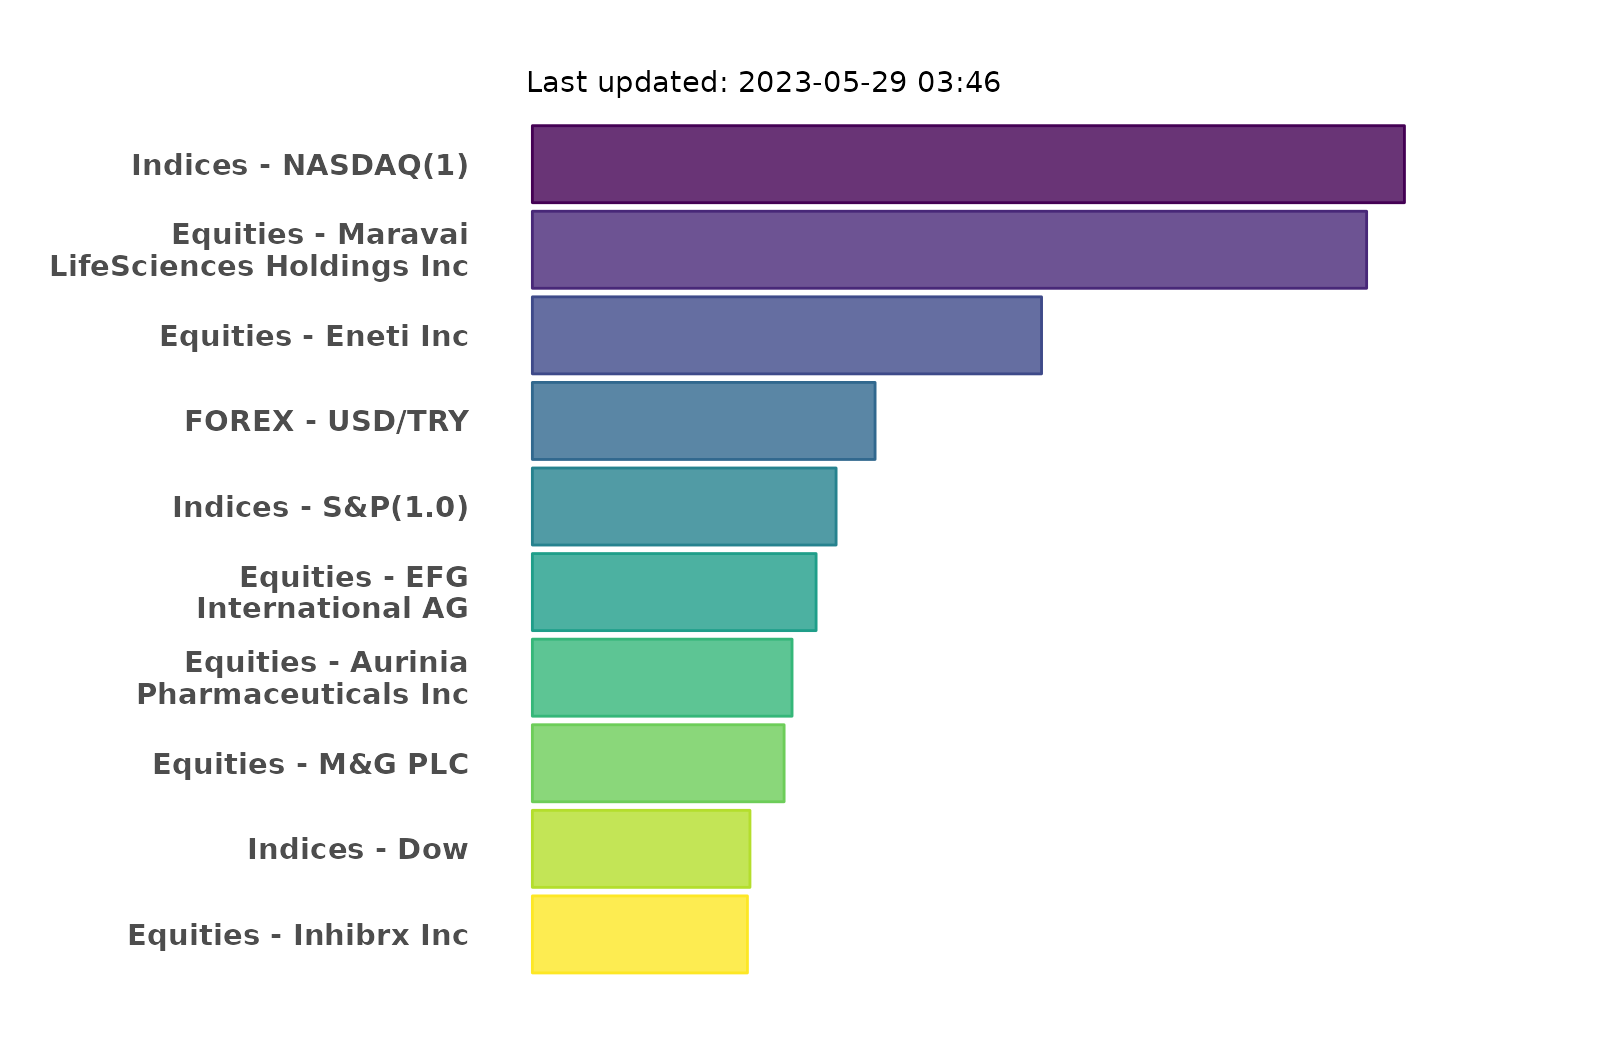 Last updated: 2023-05-29 03:46
Indices - NASDAQ(1)
Equities - Maravai
LifeSciences Holdings Inc
Equities - Eneti Inc
FOREX - USD/TRY
Indices - S&P(1.0)
Equities - EFG
International AG
Equities - Aurinia
Pharmaceuticals Inc
Equities - M&G PLC
Indices - Dow
Equities - Inhibrx Inc